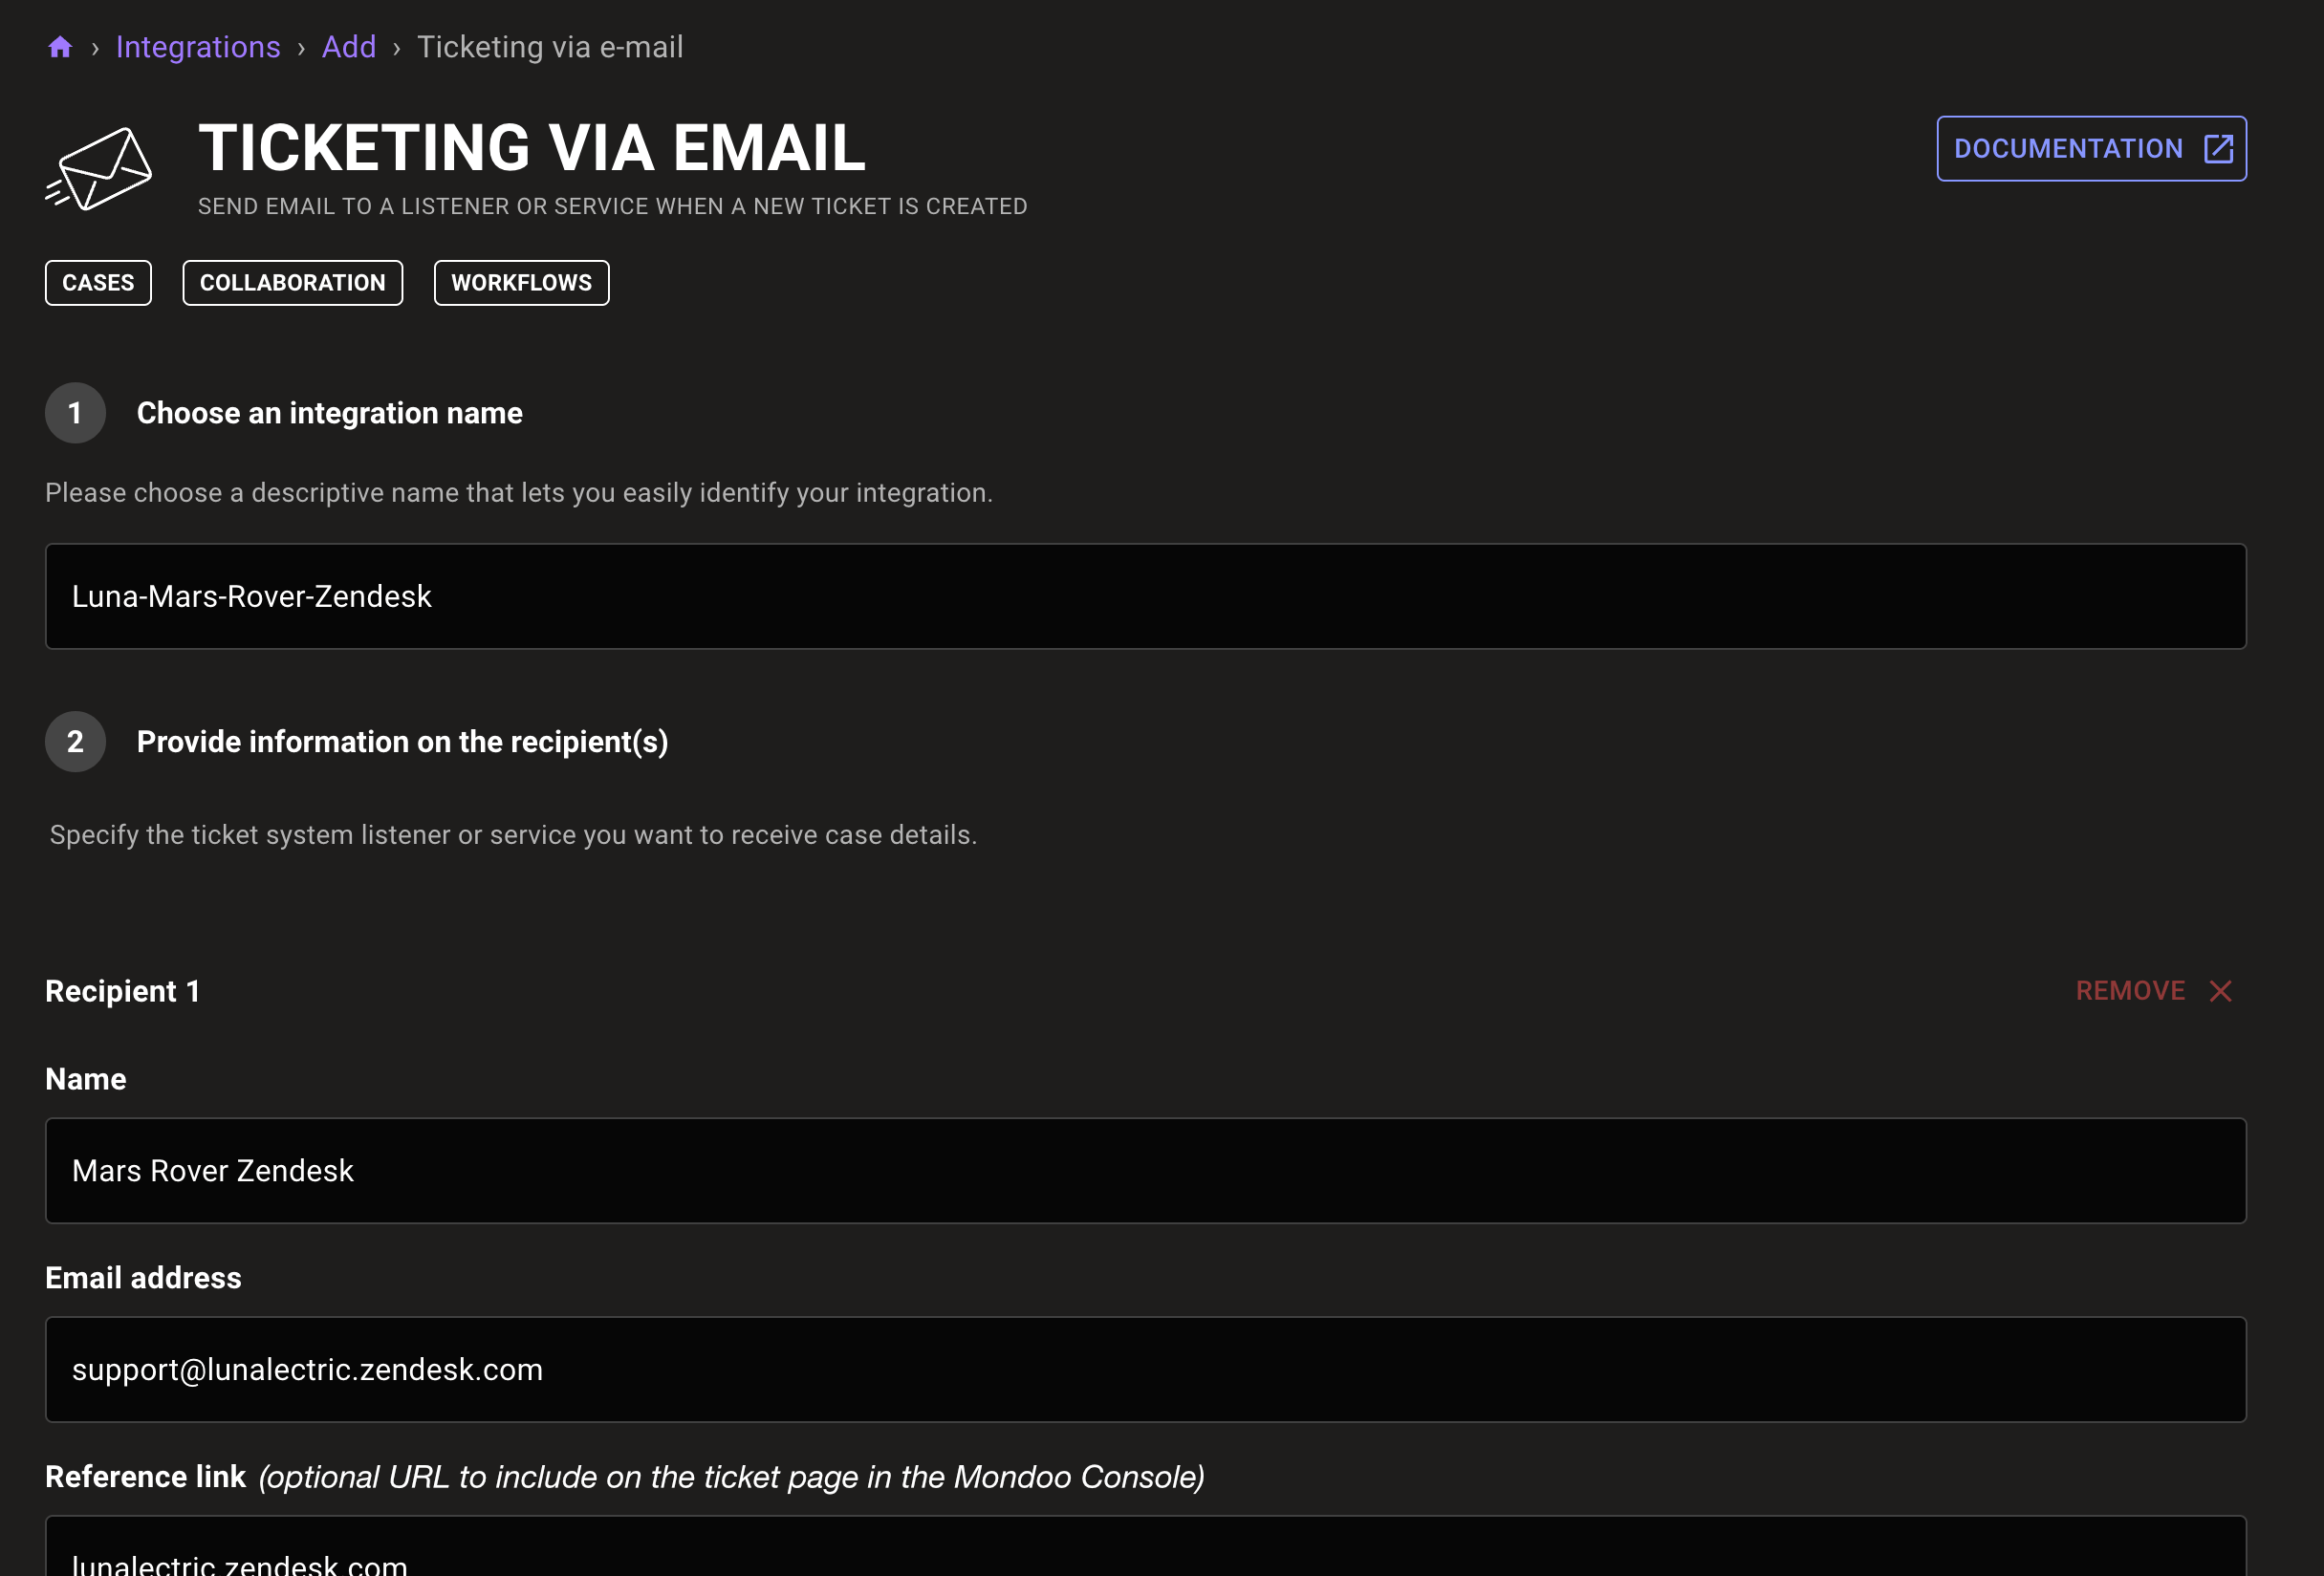 › Integrations › Add › Ticketing via e-mail
TICKETING VIA EMAIL
DOCUMENTATION
SEND EMAIL TO A LISTENER OR SERVICE WHEN A NEW TICKET IS CREATED
CASES COLLABORATION WORKFLOWS
1 Choose an integration name
Please choose a descriptive name that lets you easily identify your integration.
Luna-Mars-Rover-Zendesk
2 Provide information on the recipient(s)
Specify the ticket system listener or service you want to receive case details.
Recipient 1 REMOVE
Name
Mars Rover Zendesk
Email address
support@lunalectric.zendesk.com
Reference link (optional URL to include on the ticket page in the Mondoo Console)
lunalectric.zendesk.com